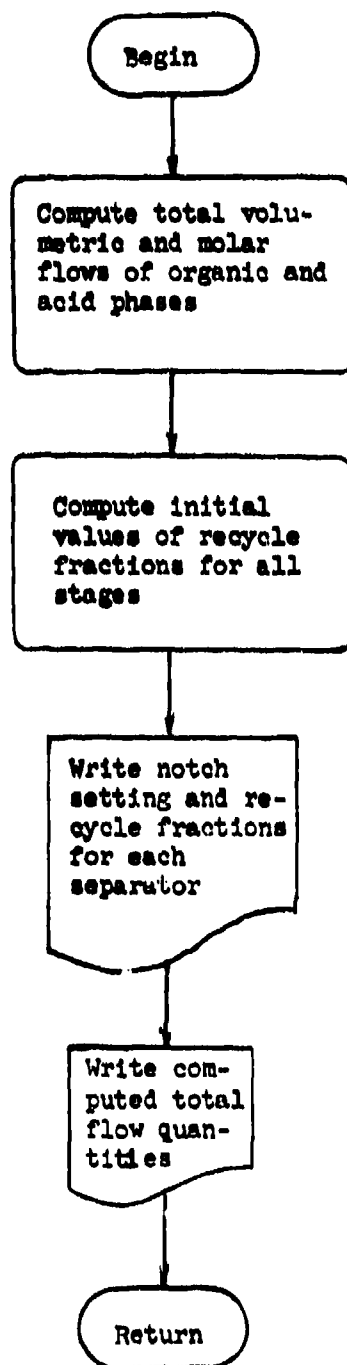 Begin
Compute total volu-
metric and molar
flows of organic and
acid phases
Compute initial
values of recycle
fractions for all
stages
Write notch
setting and re-
cycle fractions
for each
separator
Write com-
puted total
flow quan-
tities
Return